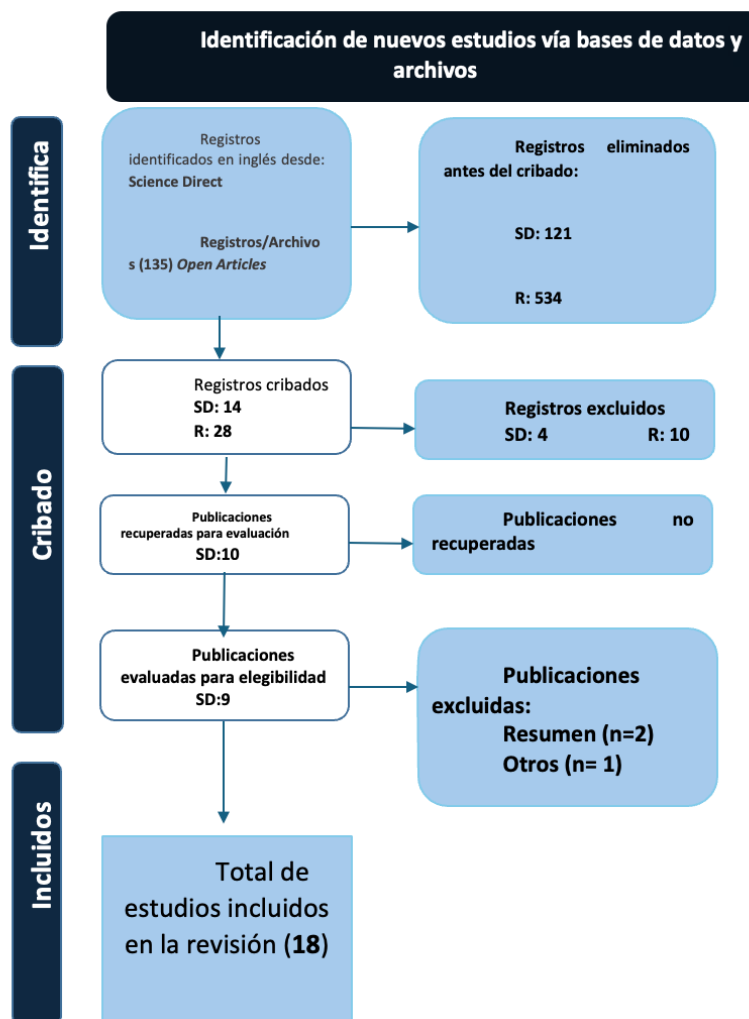 Identificación de nuevos estudios vía bases de datos y
archivos
Identifica
Registros
identificados en inglés desde:
Science Direct
Registros/Archivo
s (135) Open Articles
Registros eliminados
antes del cribado:
SD: 121
R: 534
Cribado
Registros cribados
SD: 14
R: 28
Registros excluidos
SD: 4 R: 10
Publicaciones
recuperadas para evaluación
SD:10
Publicaciones no
recuperadas
Publicaciones
evaluadas para elegibilidad
SD:9
Publicaciones
excluidas:
Resumen (n=2)
Otros (n= 1)
Incluidos
Total de
estudios incluidos
en la revisión (18)